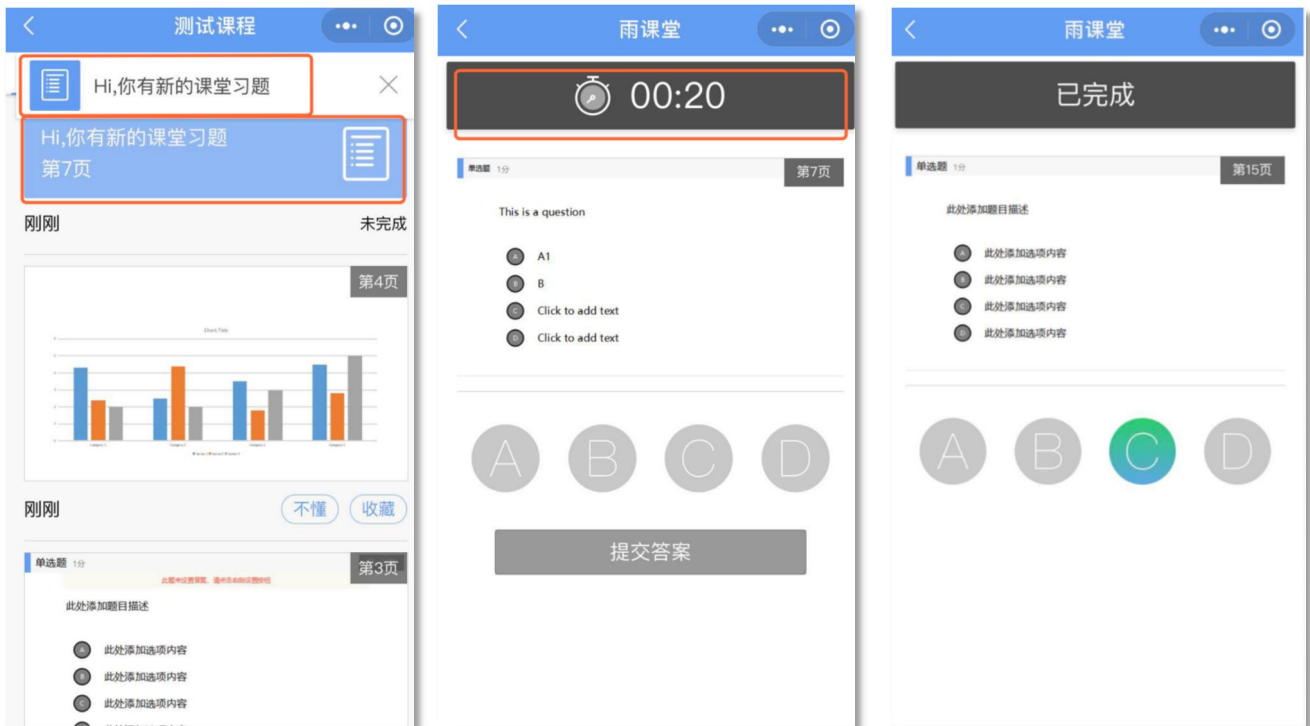 测试课程
Hi,你有新的课堂习题
Hi,你有新的课堂习题
第7页
刚刚
未完成
第4页
Chart Title
刚刚
不懂
收藏
单选题 1分
第3页
此处添加题目描述
A 此处添加选项内容
B 此处添加选项内容
C 此处添加选项内容
雨课堂
00:20
单选题 1分
第7页
This is a question
A A1
B B
C Click to add text
D Click to add text
A B C D
提交答案
雨课堂
已完成
单选题 1分
第15页
此处添加题目描述
A 此处添加选项内容
B 此处添加选项内容
C 此处添加选项内容
D 此处添加选项内容
A B C D